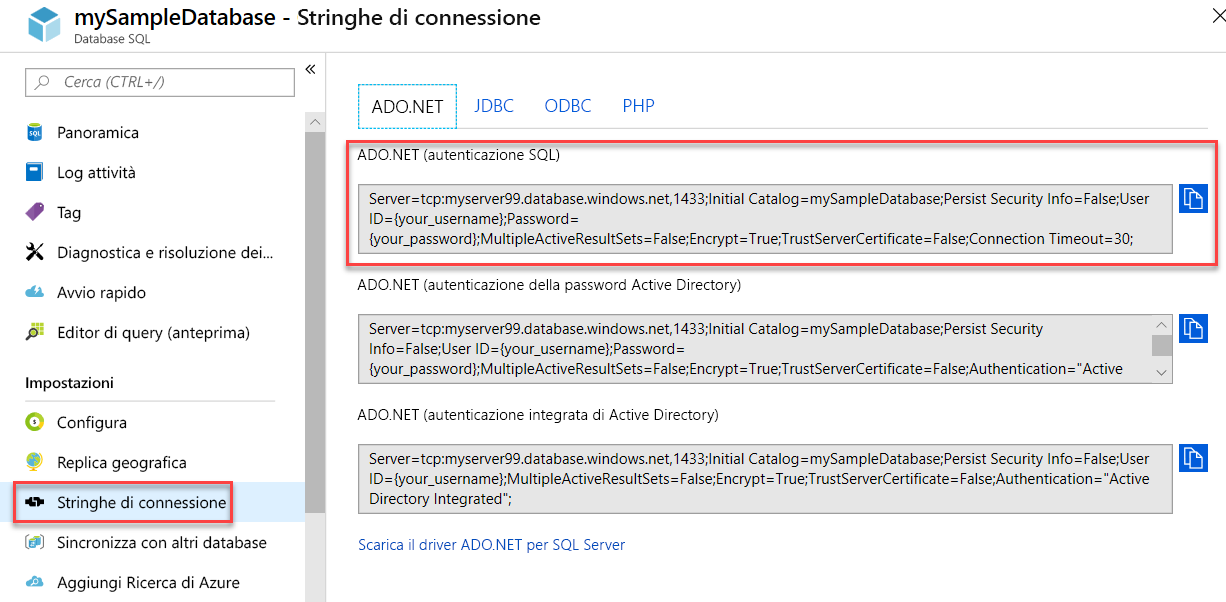 mySampleDatabase - Stringhe di connessione
Database SQL
Cerca (CTRL+/)
«
Panoramica
Log attività
Tag
Diagnostica e risoluzione dei...
Avvio rapido
Editor di query (anteprima)
Impostazioni
Configura
Replica geografica
Stringhe di connessione
Sincronizza con altri database
Aggiungi Ricerca di Azure
ADO.NET JDBC ODBC PHP
ADO.NET (autenticazione SQL)
Server=tcp:myserver99.database.windows.net,1433;Initial Catalog=mySampleDatabase;Persist Security Info=False;User
ID={your_username};Password=
{your_password};MultipleActiveResultSets=False;Encrypt=True;TrustServerCertificate=False;Connection Timeout=30;
ADO.NET (autenticazione della password Active Directory)
Server=tcp:myserver99.database.windows.net,1433;Initial Catalog=mySampleDatabase;Persist Security
Info=False;User ID={your_username};Password=
{your_password};MultipleActiveResultSets=False;Encrypt=True;TrustServerCertificate=False;Authentication="Active
ADO.NET (autenticazione integrata di Active Directory)
Server=tcp:myserver99.database.windows.net,1433;Initial Catalog=mySampleDatabase;Persist Security Info=False;User
ID={your_username};MultipleActiveResultSets=False;Encrypt=True;TrustServerCertificate=False;Authentication="Active
Directory Integrated";
Scarica il driver ADO.NET per SQL Server